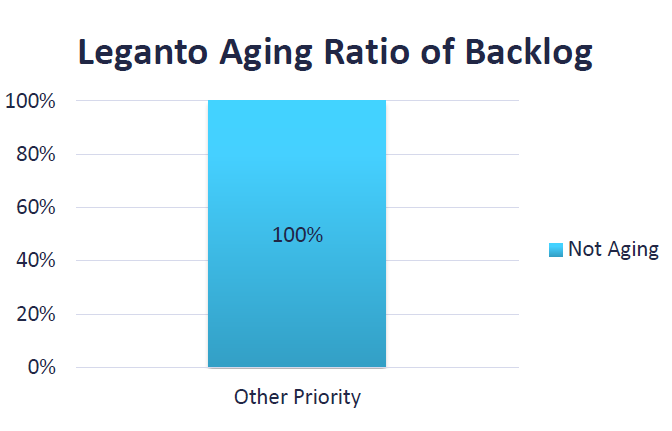 Leganto Aging Ratio of Backlog
100%
80%
60%
40%
20%
0%
100%
Other Priority
Not Aging